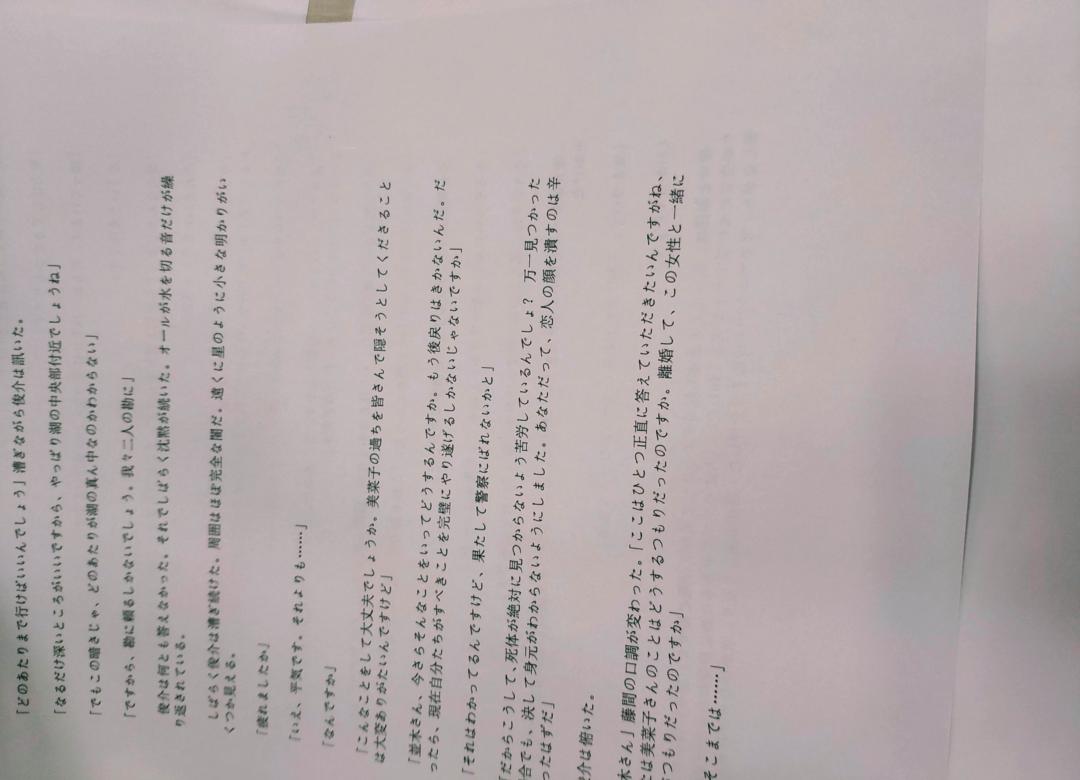 「どのあたりまで行けばいいんでしょう」漕ぎながら俊介は訊いた。
「なるだけ深いところがいいですから、やっぱり湖の中央部付近でしょうね」
「でもこの暗さじゃ、どのあたりが湖の真ん中なのかわからない」
「ですから、勘に頼るしかないでしょう。我々二人の勘に」
俊介は何とも答えなかった。それでしばらく沈黙が続いた。オールが水を切る音だけが繰
り返されている。
しばらく俊介は漕ぎ続けた。周囲はほぼ完全な闇だ。遠くに星のように小さな明かりがい
くつか見える。
「疲れましたか」
「いえ、平気です。それよりも……」
「なんですか」
「こんなことをして大丈夫でしょうか。美菜子の過ちを皆さんで隠そうとしてくださること
は大変ありがたいんですけど」
「並木さん、今さらそんなことをいってどうするんですか。もう後戻りはきかないんだ。だ
ったら、現在自分たちがすべきことを完璧にやり遂げるしかないじゃないですか」
「それはわかってるんですけど、果たして警察にばれないかと」
「だからこうして、死体が絶対に見つからないよう苦労しているんでしょ? 万一見つかった
合でも、決して身元がわからないようにしました。あなただって、恋人の顔を潰すのは辛
ったはずだ」
介は俯いた。
木さん」藤間の口調が変わった。「ここはひとつ正直に答えていただきたいんですがね、
は美菜子さんのことはどうするつもりだったのですか。離婚して、この女性と一緒に
つもりだったのですか」
そこまでは……」